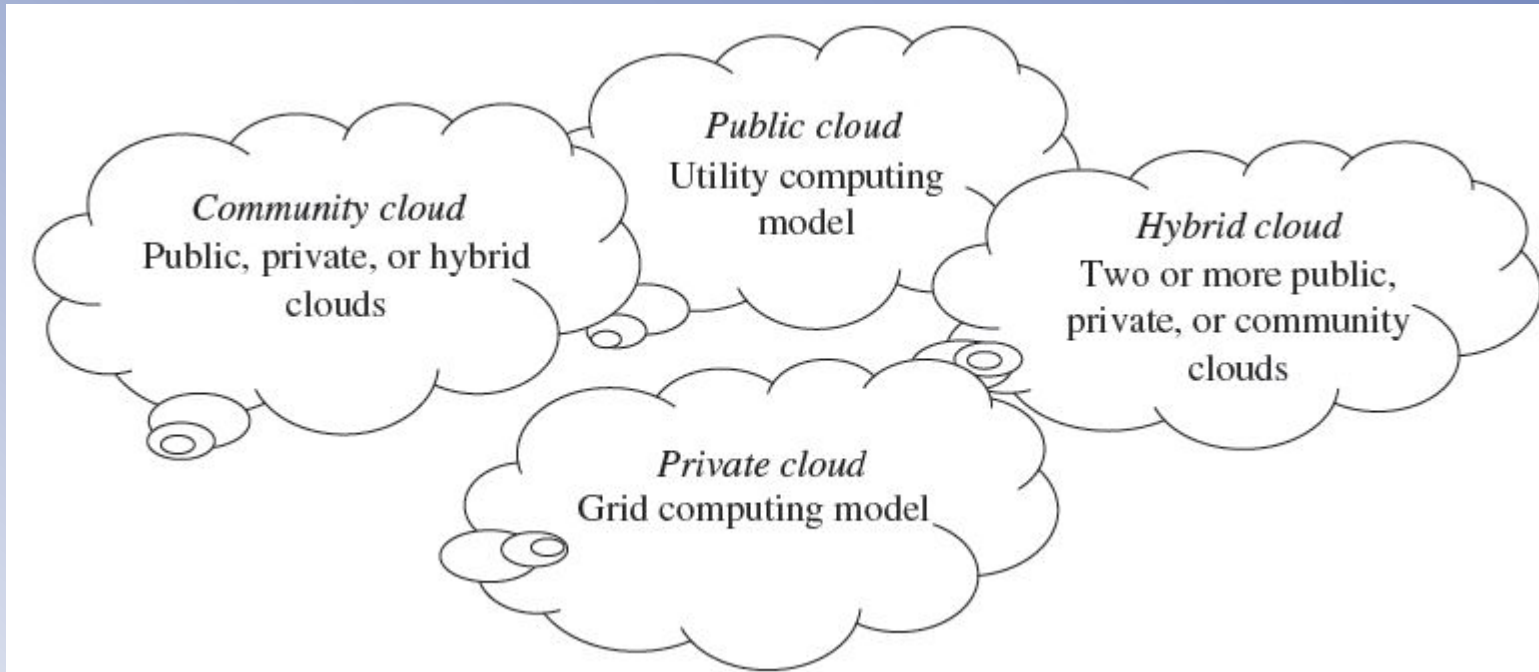 Public cloud
Utility computing
model
Community cloud
Public, private, or hybrid
clouds
Hybrid cloud
Two or more public,
private, or community
clouds
Private cloud
Grid computing model